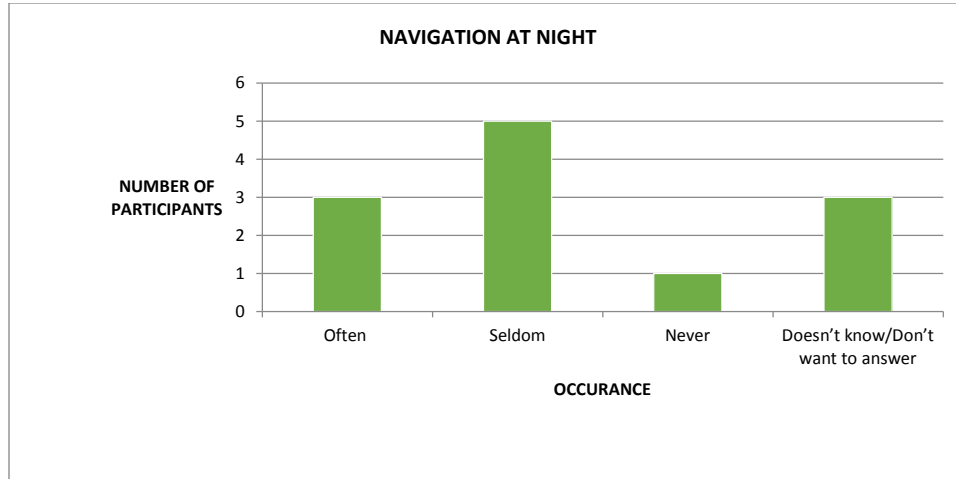 NAVIGATION AT NIGHT
6
5
4
3
2
1
0
NUMBER OF
PARTICIPANTS
Often
Seldom
Never
Doesn’t know/Don’t
want to answer
OCCURANCE